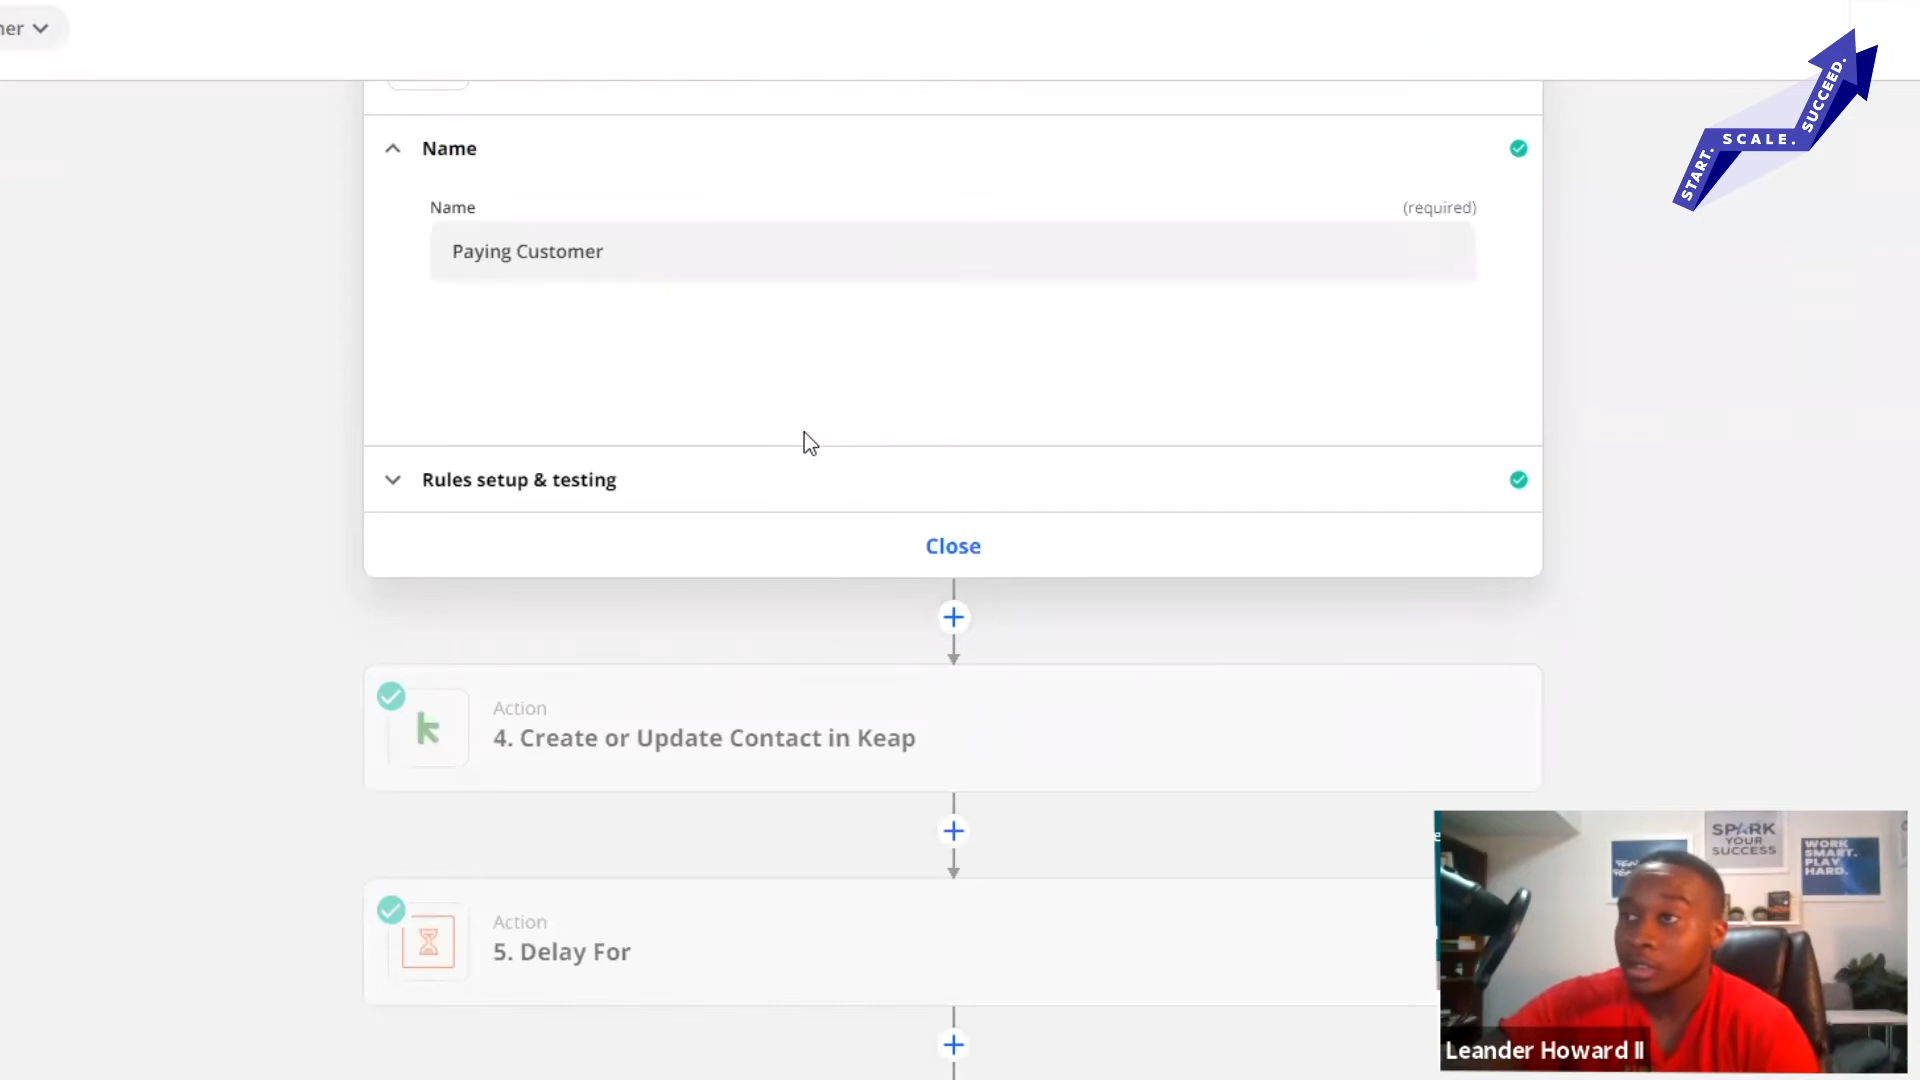 ner
START. SCALE. SUCCEED.
Name
Name
(required)
Paying Customer
Rules setup & testing
Close
Action
4. Create or Update Contact in Keap
Action
5. Delay For
SPARK
YOUR
SUCCESS
WORK
SMART.
PLAY
HARD.
Leander Howard II